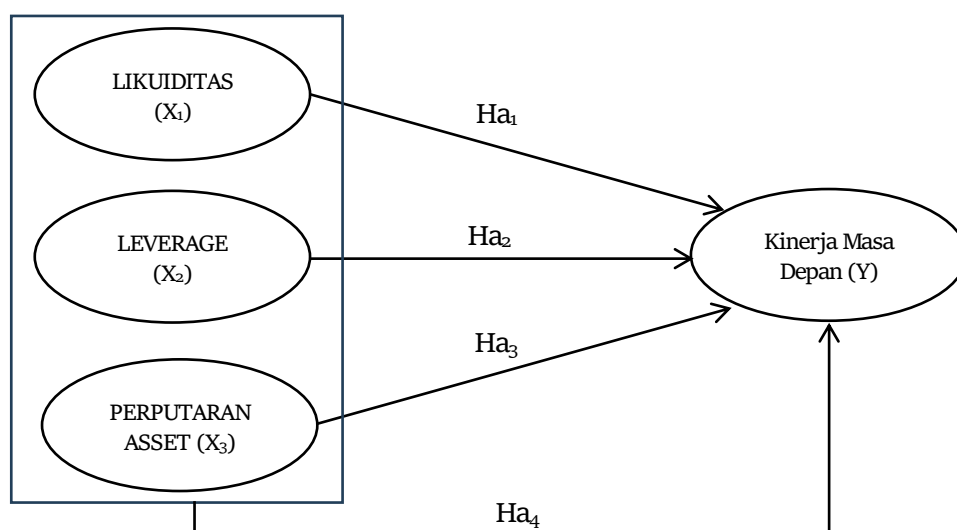 LIKUIDITAS
(X₁)
Ha₁
LEVERAGE
(X₂)
Ha₂
Kinerja Masa
Depan (Y)
Ha₃
PERPUTARAN
ASSET (X₃)
Ha₄